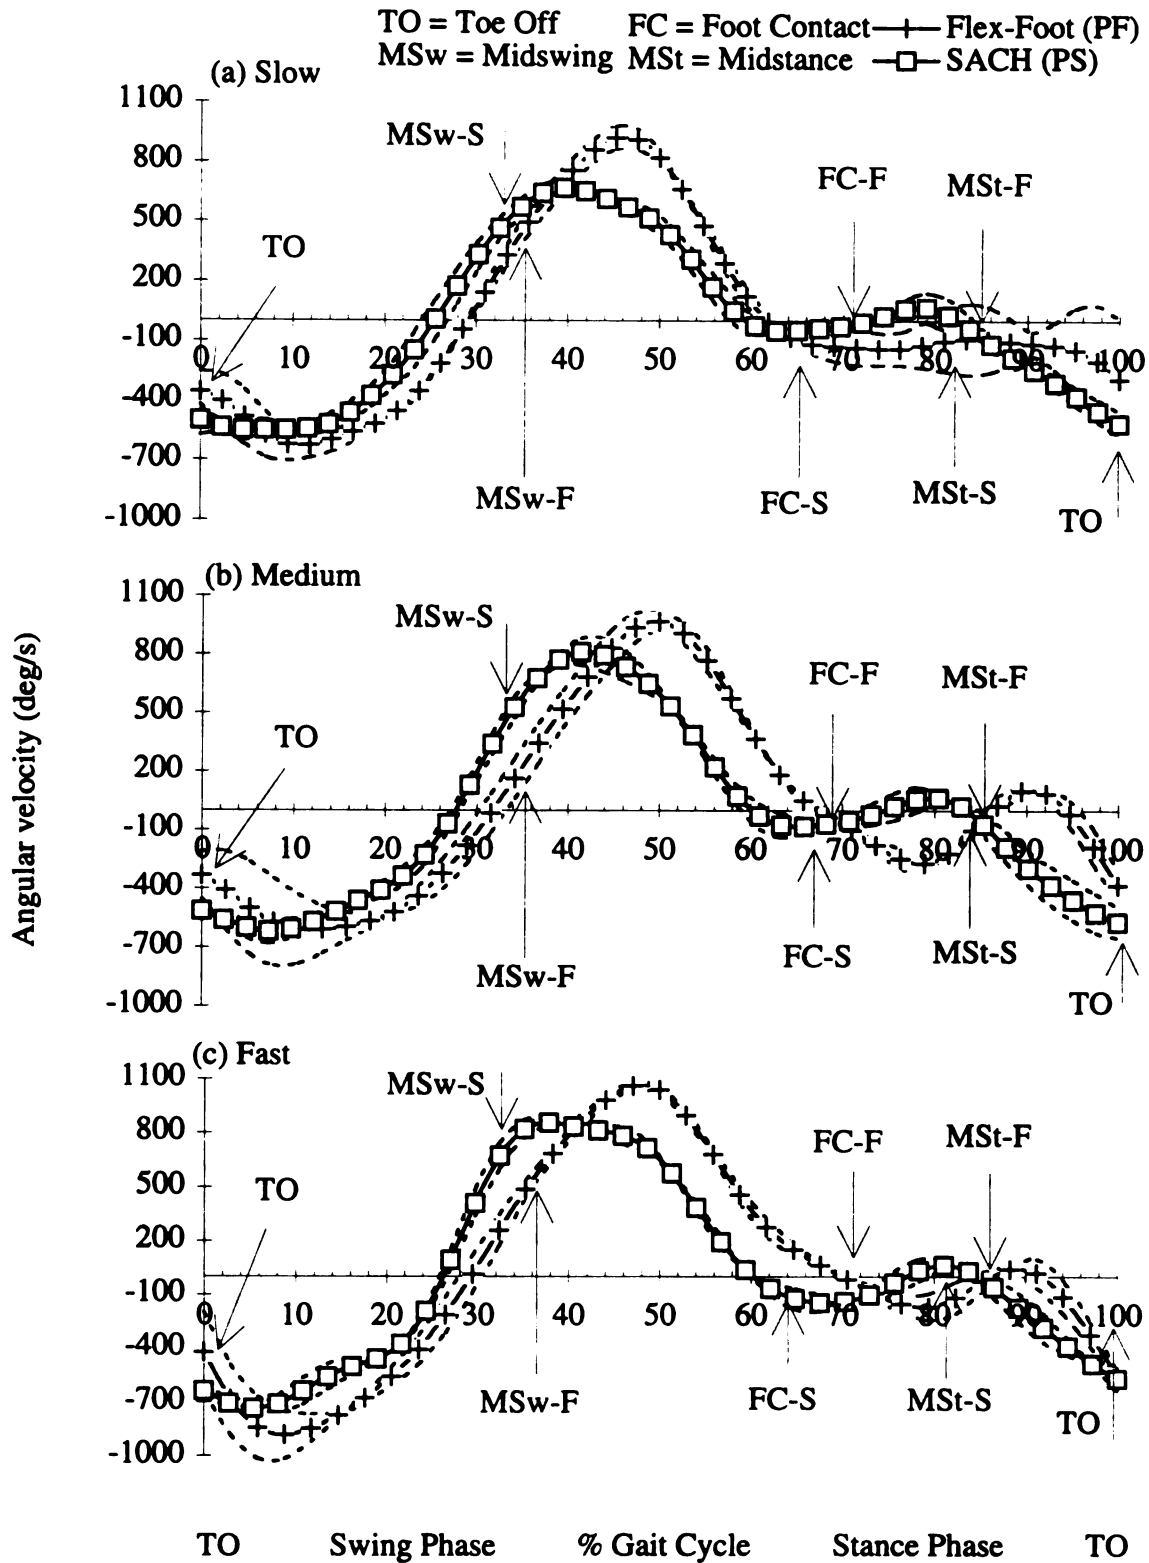 TO = Toe Off FC = Foot Contact Flex-Foot (PF)
MSw = Midswing MSt = Midstance SACH (PS)
(a) Slow
1100
800
500
200
-100
-400
-700
-1000
0 10 20 30 40 50 60 70 80 90 100
TO
MSw-S
MSw-F
FC-F
MSt-F
FC-S
MSt-S
TO
Angular velocity (deg/s)
(b) Medium
1100
800
500
200
-100
-400
-700
-1000
0 10 20 30 40 50 60 70 80 90 100
TO
MSw-S
MSw-F
FC-F
MSt-F
FC-S
MSt-S
TO
(c) Fast
1100
800
500
200
-100
-400
-700
-1000
0 10 20 30 40 50 60 70 80 90 100
TO
MSw-S
MSw-F
FC-F
MSt-F
FC-S
MSt-S
TO
TO Swing Phase % Gait Cycle Stance Phase TO